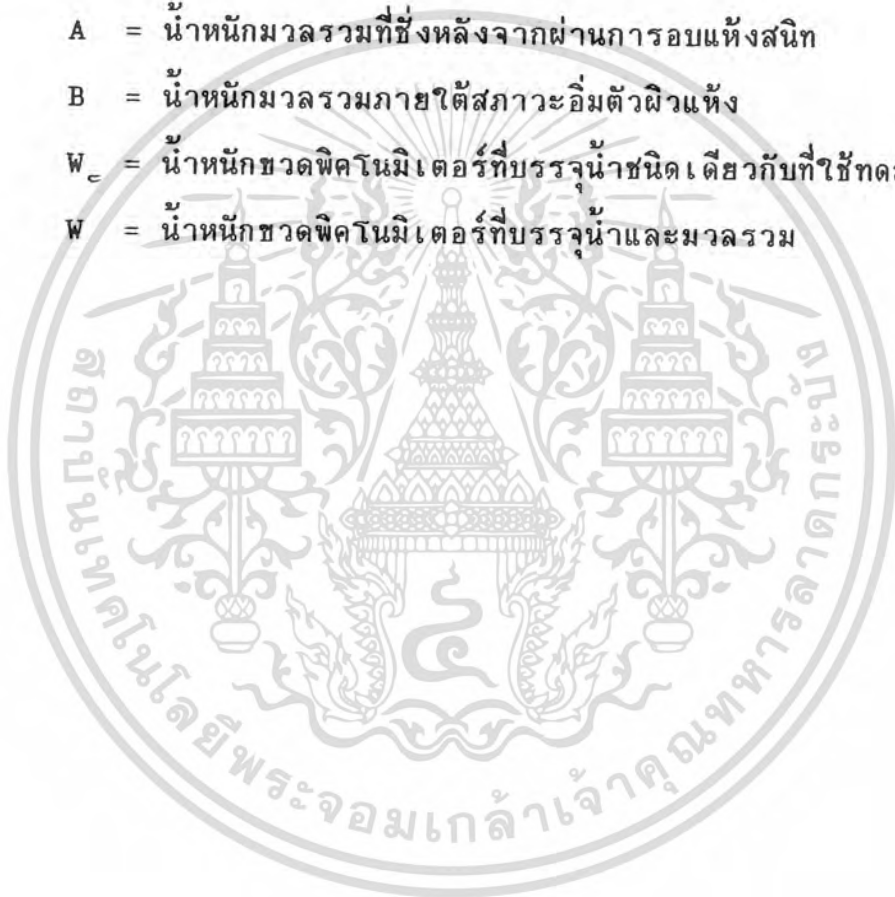 A = น้ำหนักมวลรวมที่ชั่งหลังจากผ่านการอบแห้งสนิท
B = น้ำหนักมวลรวมภายใต้สภาวะอิ่มตัวผิวแห้ง
W_c = น้ำหนักขวดพิคโนมิเตอร์ที่บรรจุน้ำชนิดเดียวกับที่ใช้ทด
W = น้ำหนักขวดพิคโนมิเตอร์ที่บรรจุน้ำและมวลรวม
สถาบันเทคโนโลยีพระจอมเกล้าเจ้าคุณทหารลาดกระบัง